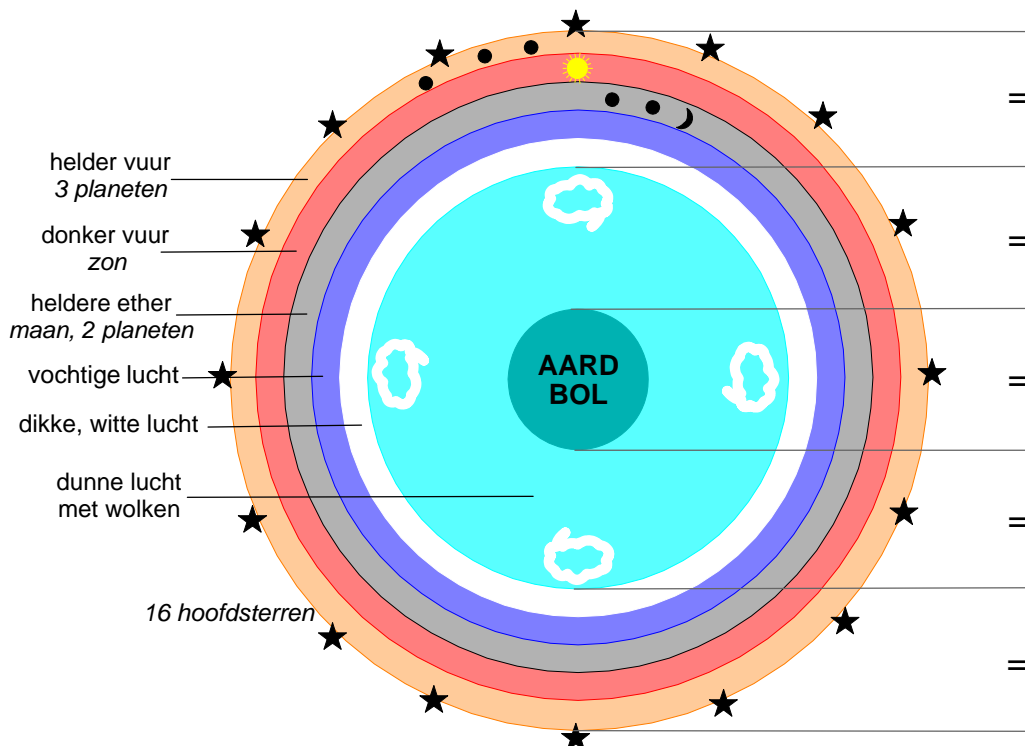 helder vuur
3 planeten
donker vuur
zon
heldere ether
maan, 2 planeten
vochtige lucht
dikke, witte lucht
dunne lucht
met wolken
16 hoofdsterren
AARD
BOL
=
=
=
=
=